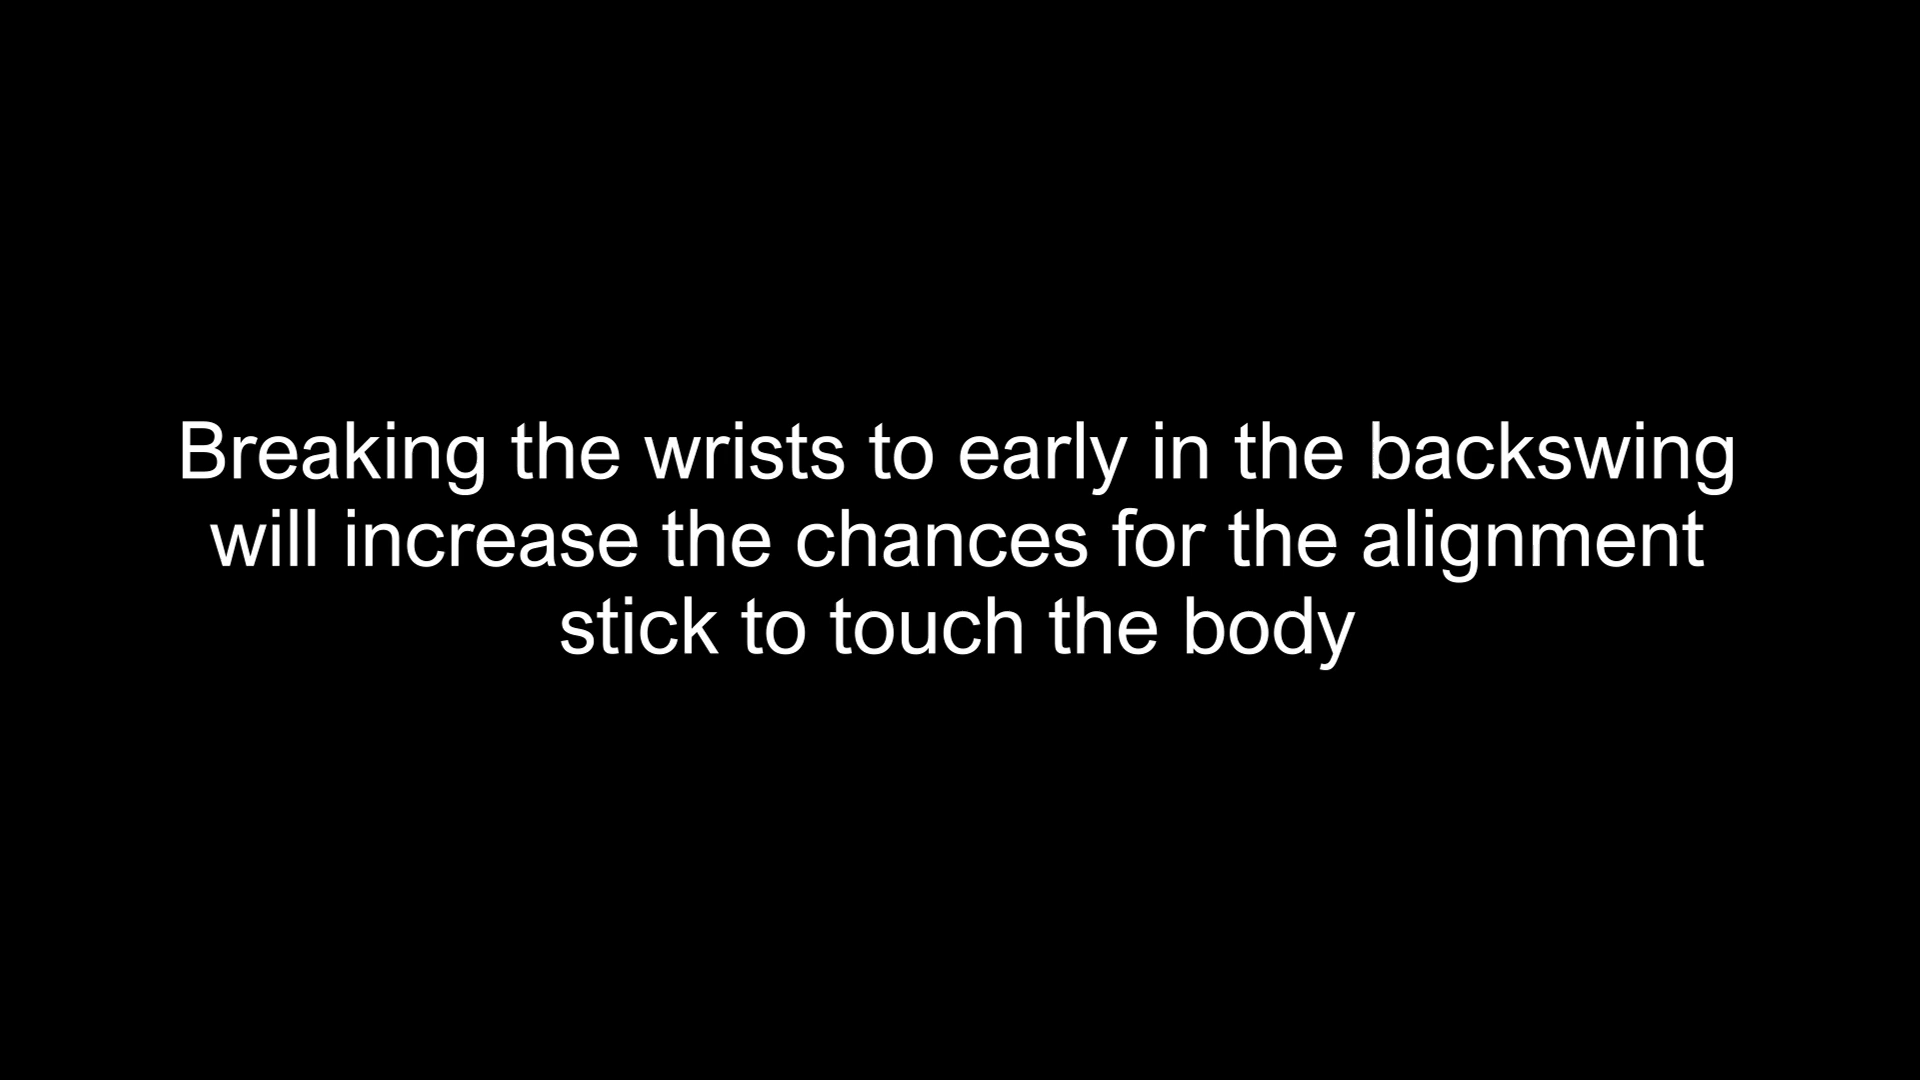 Breaking the wrists to early in the backswing
will increase the chances for the alignment
stick to touch the body